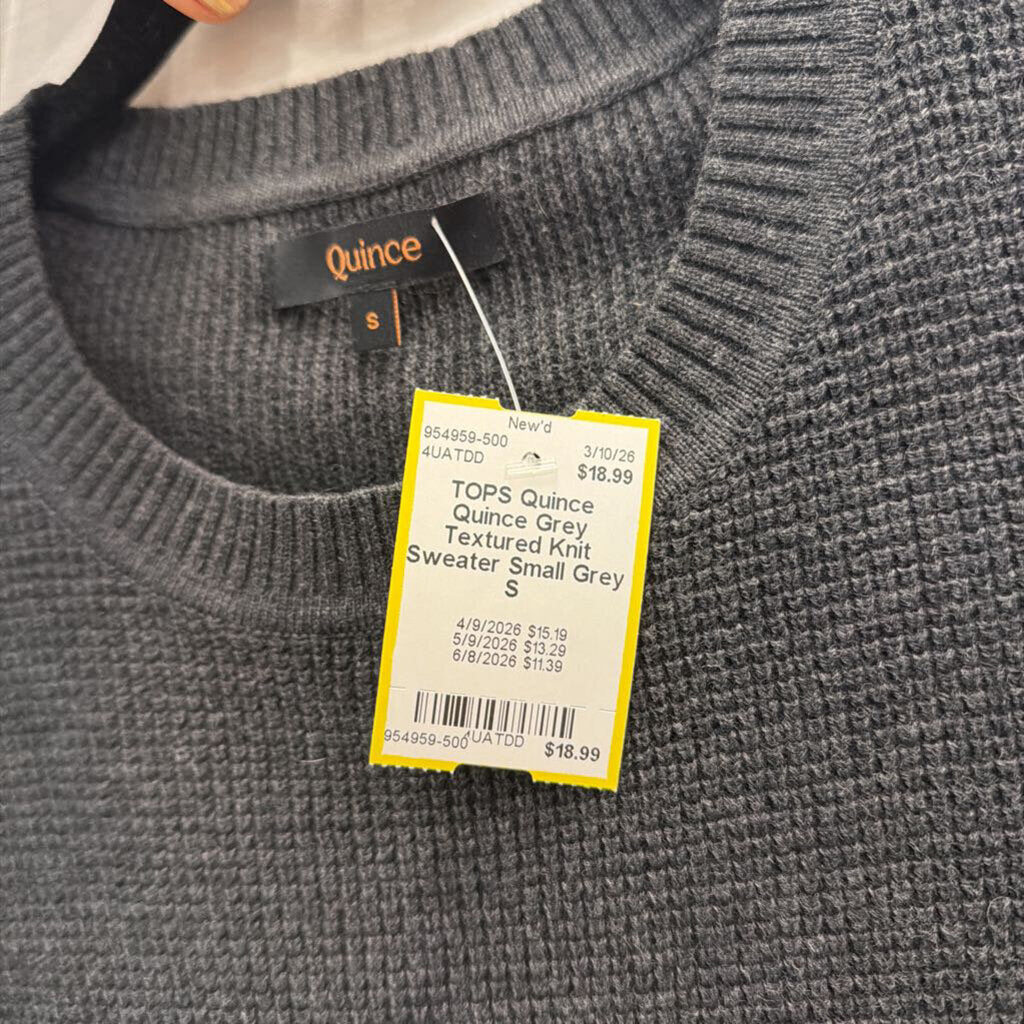 Quince
S
New'd
954959-500
3/10/26
4UATDD
$18.99
TOPS Quince
Quince Grey
Textured Knit
Sweater Small Grey
S
4/9/2026 $15.19
5/9/2026 $13.29
6/8/2026 $11.39
954959-500
4UATDD
$18.99